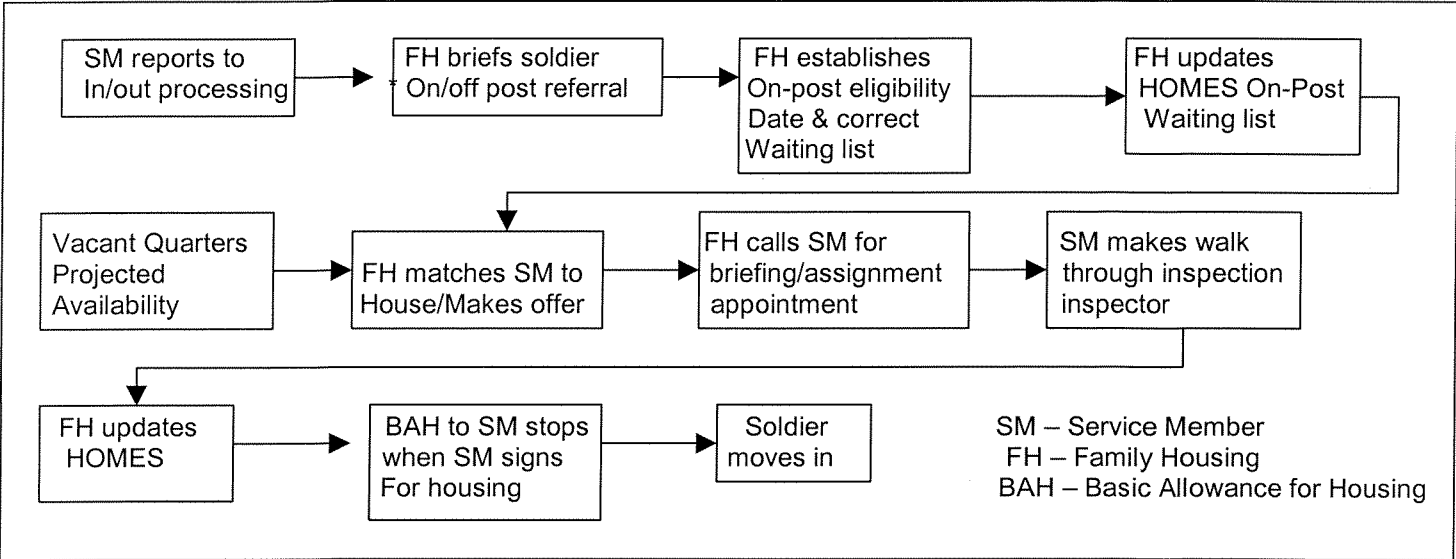 SM reports to
In/out processing
FH briefs soldier
On/off post referral
FH establishes
On-post eligibility
Date & correct
Waiting list
FH updates
HOMES On-Post
Waiting list
Vacant Quarters
Projected
Availability
FH matches SM to
House/Makes offer
FH calls SM for
briefing/assignment
appointment
SM makes walk
through inspection
inspector
FH updates
HOMES
BAH to SM stops
when SM signs
For housing
Soldier
moves in
SM – Service Member
FH – Family Housing
BAH – Basic Allowance for Housing